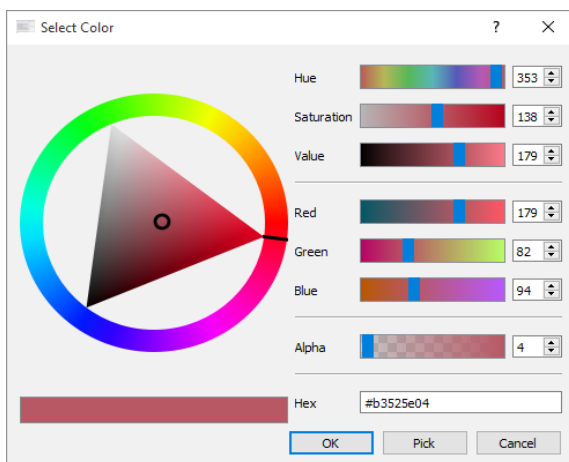 Select Color
?
Hue 353
Saturation 138
Value 179
Red 179
Green 82
Blue 94
Alpha 4
Hex #b3525e04
OK Pick Cancel